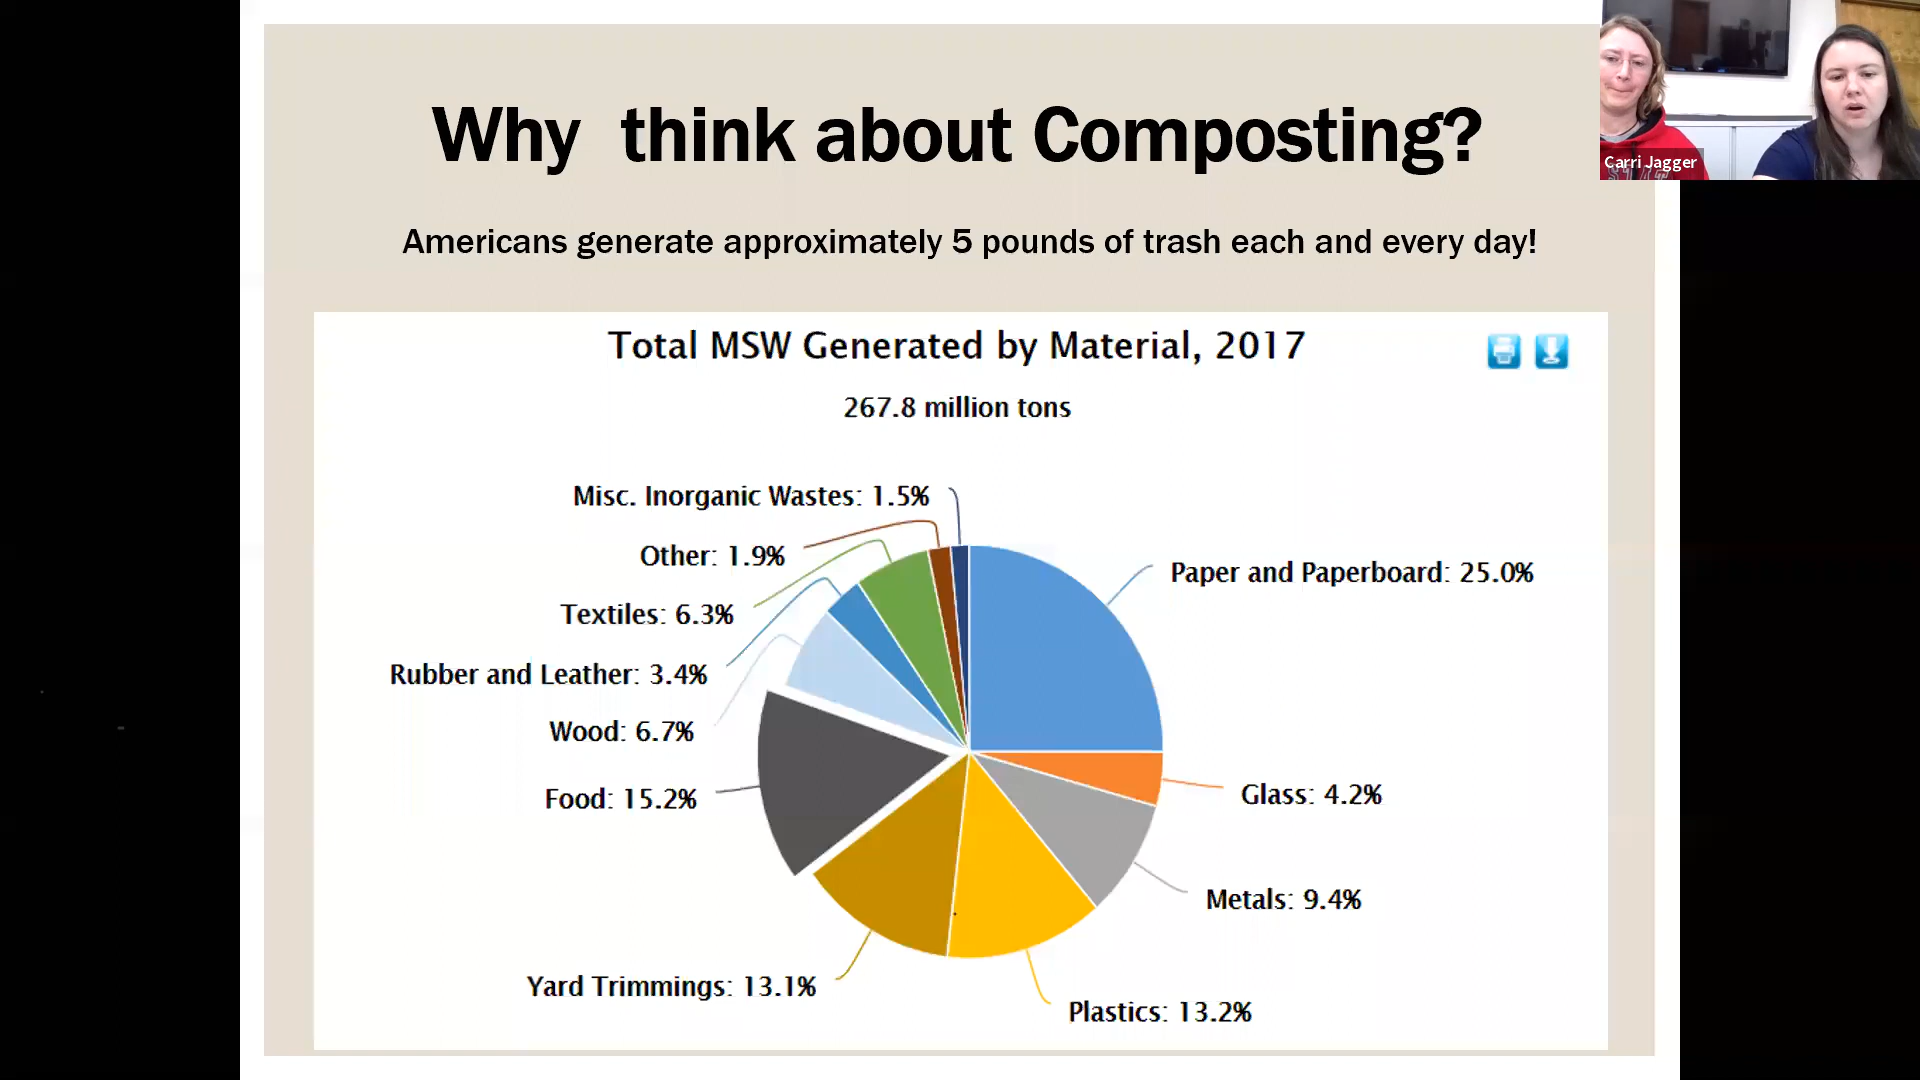 Why think about Composting?
Americans generate approximately 5 pounds of trash each and every day!
Total MSW Generated by Material, 2017
267.8 million tons
Misc. Inorganic Wastes: 1.5%
Other: 1.9%
Textiles: 6.3%
Rubber and Leather: 3.4%
Wood: 6.7%
Food: 15.2%
Yard Trimmings: 13.1%
Paper and Paperboard: 25.0%
Glass: 4.2%
Metals: 9.4%
Plastics: 13.2%
Carri Jagger